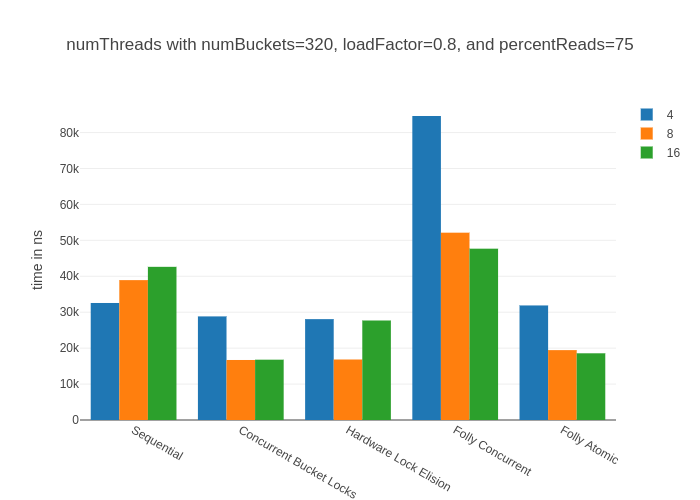 numThreads with numBuckets=320, loadFactor=0.8, and percentReads=75
4
8
16
80k
70k
60k
50k
40k
30k
20k
10k
0
time in ns
Sequential
Concurrent Bucket Locks
Hardware Lock Elision
Folly Concurrent
Folly Atomic